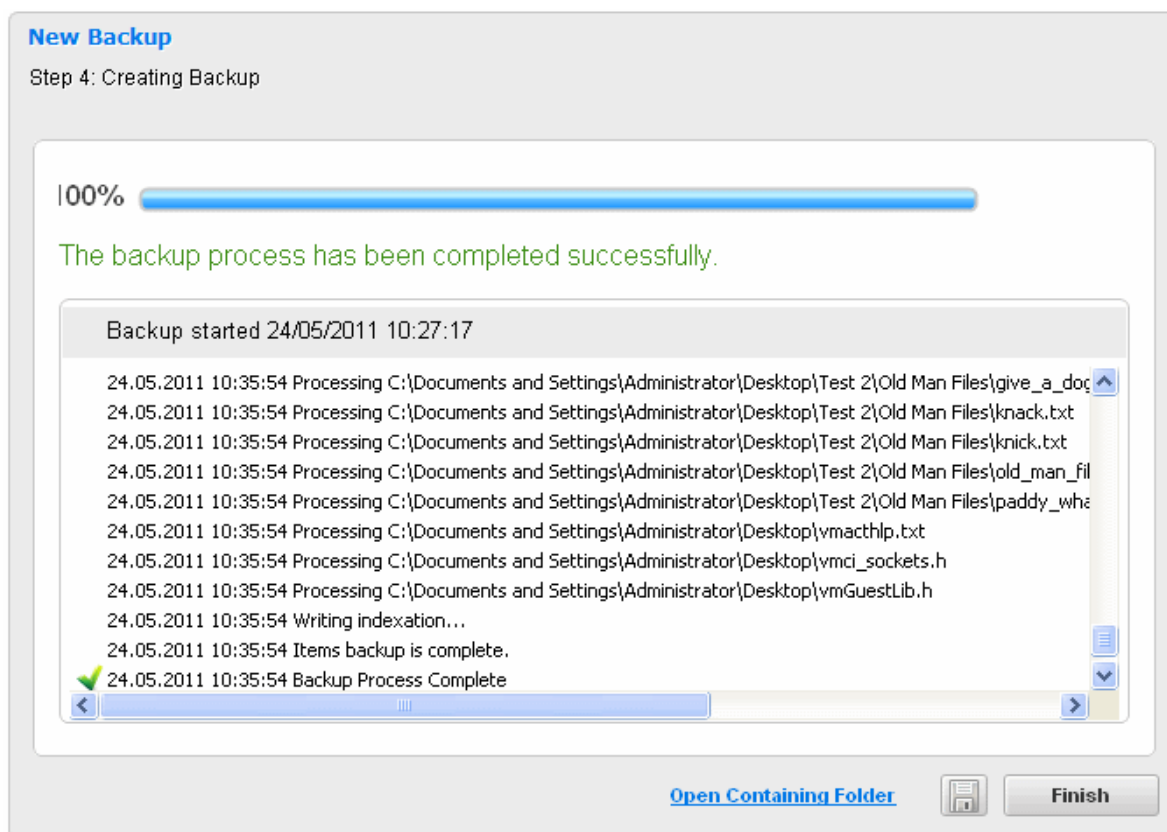 New Backup
Step 4: Creating Backup
100%
The backup process has been completed successfully.
Backup started 24/05/2011 10:27:17
24.05.2011 10:35:54 Processing C:\Documents and Settings\Administrator\Desktop\Test 2\Old Man Files\give_a_dog
24.05.2011 10:35:54 Processing C:\Documents and Settings\Administrator\Desktop\Test 2\Old Man Files\knack.txt
24.05.2011 10:35:54 Processing C:\Documents and Settings\Administrator\Desktop\Test 2\Old Man Files\knick.txt
24.05.2011 10:35:54 Processing C:\Documents and Settings\Administrator\Desktop\Test 2\Old Man Files\old_man_fil
24.05.2011 10:35:54 Processing C:\Documents and Settings\Administrator\Desktop\Test 2\Old Man Files\paddy_wha
24.05.2011 10:35:54 Processing C:\Documents and Settings\Administrator\Desktop\vmacthlp.txt
24.05.2011 10:35:54 Processing C:\Documents and Settings\Administrator\Desktop\vmci_sockets.h
24.05.2011 10:35:54 Processing C:\Documents and Settings\Administrator\Desktop\vmGuestLib.h
24.05.2011 10:35:54 Writing indexation...
24.05.2011 10:35:54 Items backup is complete.
24.05.2011 10:35:54 Backup Process Complete
Open Containing Folder
Finish